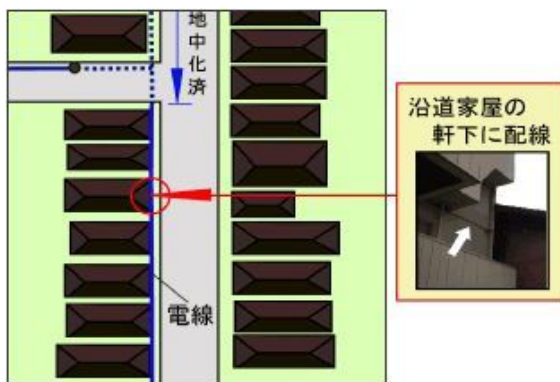 地中化済
沿道家屋の
軒下に配線
電線